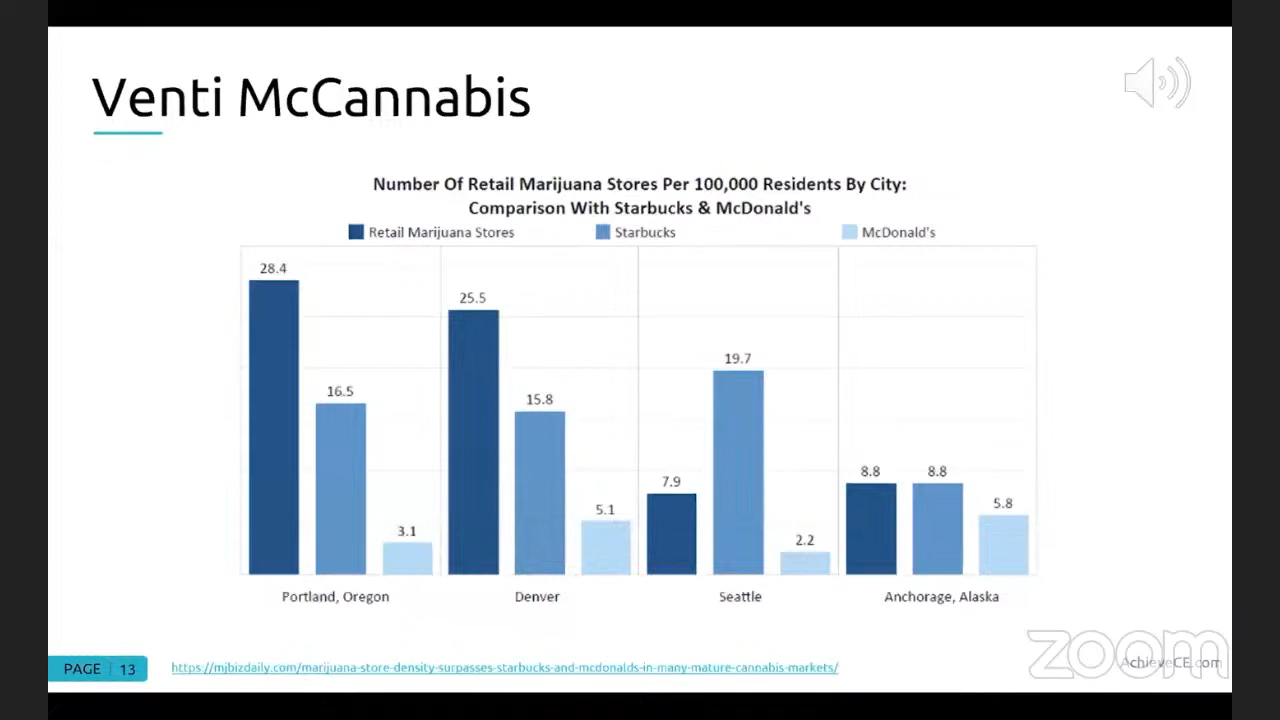 Venti McCannabis
Number Of Retail Marijuana Stores Per 100,000 Residents By City:
Comparison With Starbucks & McDonald's
Retail Marijuana Stores Starbucks McDonald's
28.4
16.5
3.1
25.5
15.8
5.1
7.9
19.7
2.2
8.8
8.8
5.8
Portland, Oregon Denver Seattle Anchorage, Alaska
PAGE | 13
https://mjbizdaily.com/marijuana-store-density-surpasses-starbucks-and-mcdonalds-in-many-mature-cannabis-markets/
AchieveCE.com
zoom